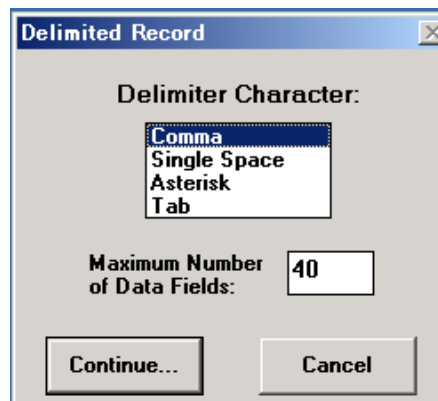 Delimited Record
Delimiter Character:
Comma
Single Space
Asterisk
Tab
Maximum Number
of Data Fields:
40
Continue...
Cancel